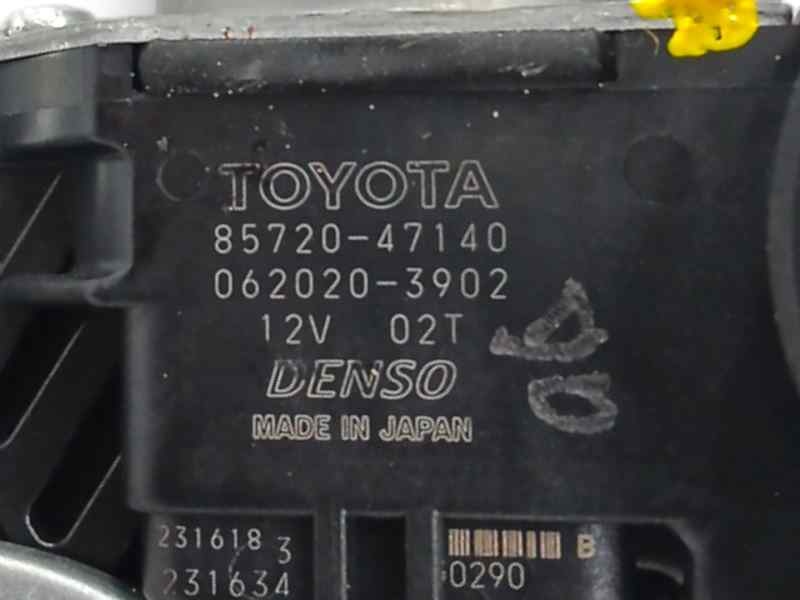 TOYOTA
85720-47140
062020-3902
12V 02T
DENSO
MADE IN JAPAN
231618 3
231634
B
0290